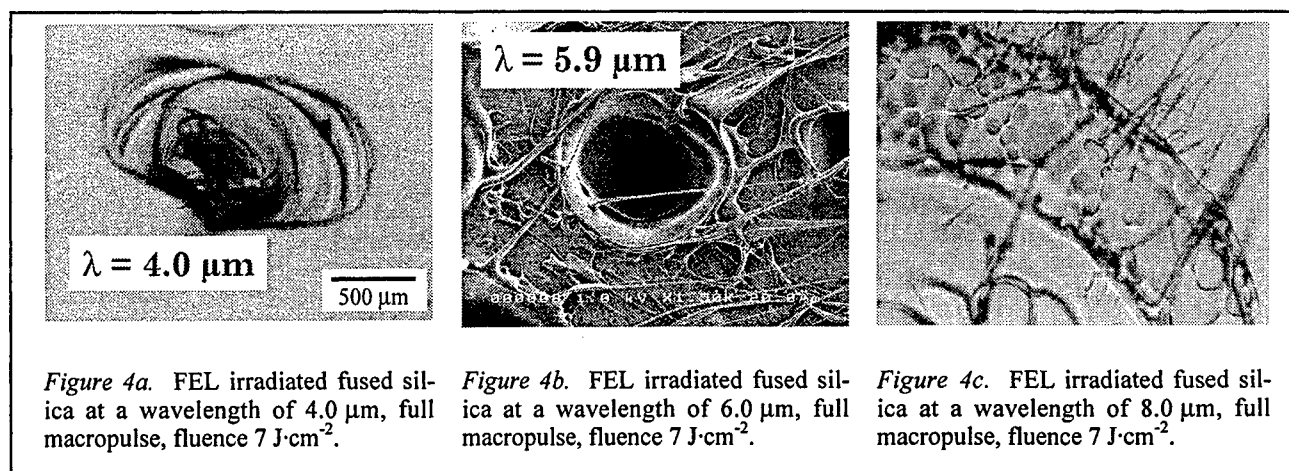 λ = 4.0 μm
500 μm
λ = 5.9 μm
Figure 4a. FEL irradiated fused sil-
ica at a wavelength of 4.0 μm, full
macropulse, fluence 7 J·cm⁻².
Figure 4b. FEL irradiated fused sil-
ica at a wavelength of 6.0 μm, full
macropulse, fluence 7 J·cm⁻².
Figure 4c. FEL irradiated fused sil-
ica at a wavelength of 8.0 μm, full
macropulse, fluence 7 J·cm⁻².